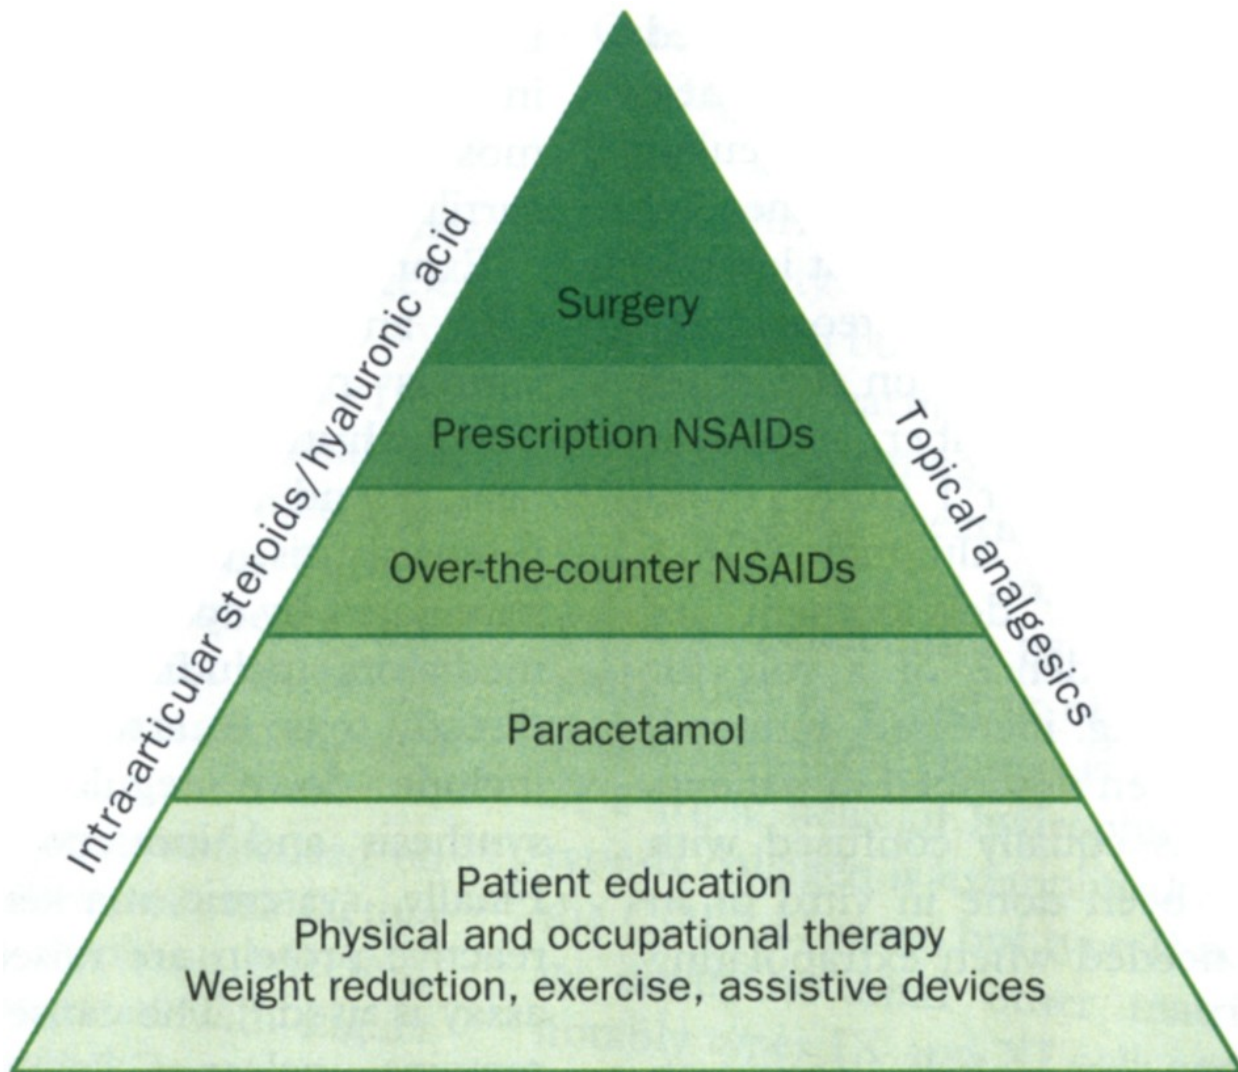 Surgery
Prescription NSAIDs
Over-the-counter NSAIDs
Paracetamol
Patient education
Physical and occupational therapy
Weight reduction, exercise, assistive devices
Intra-articular steroids/hyaluronic acid
Topical analgesics